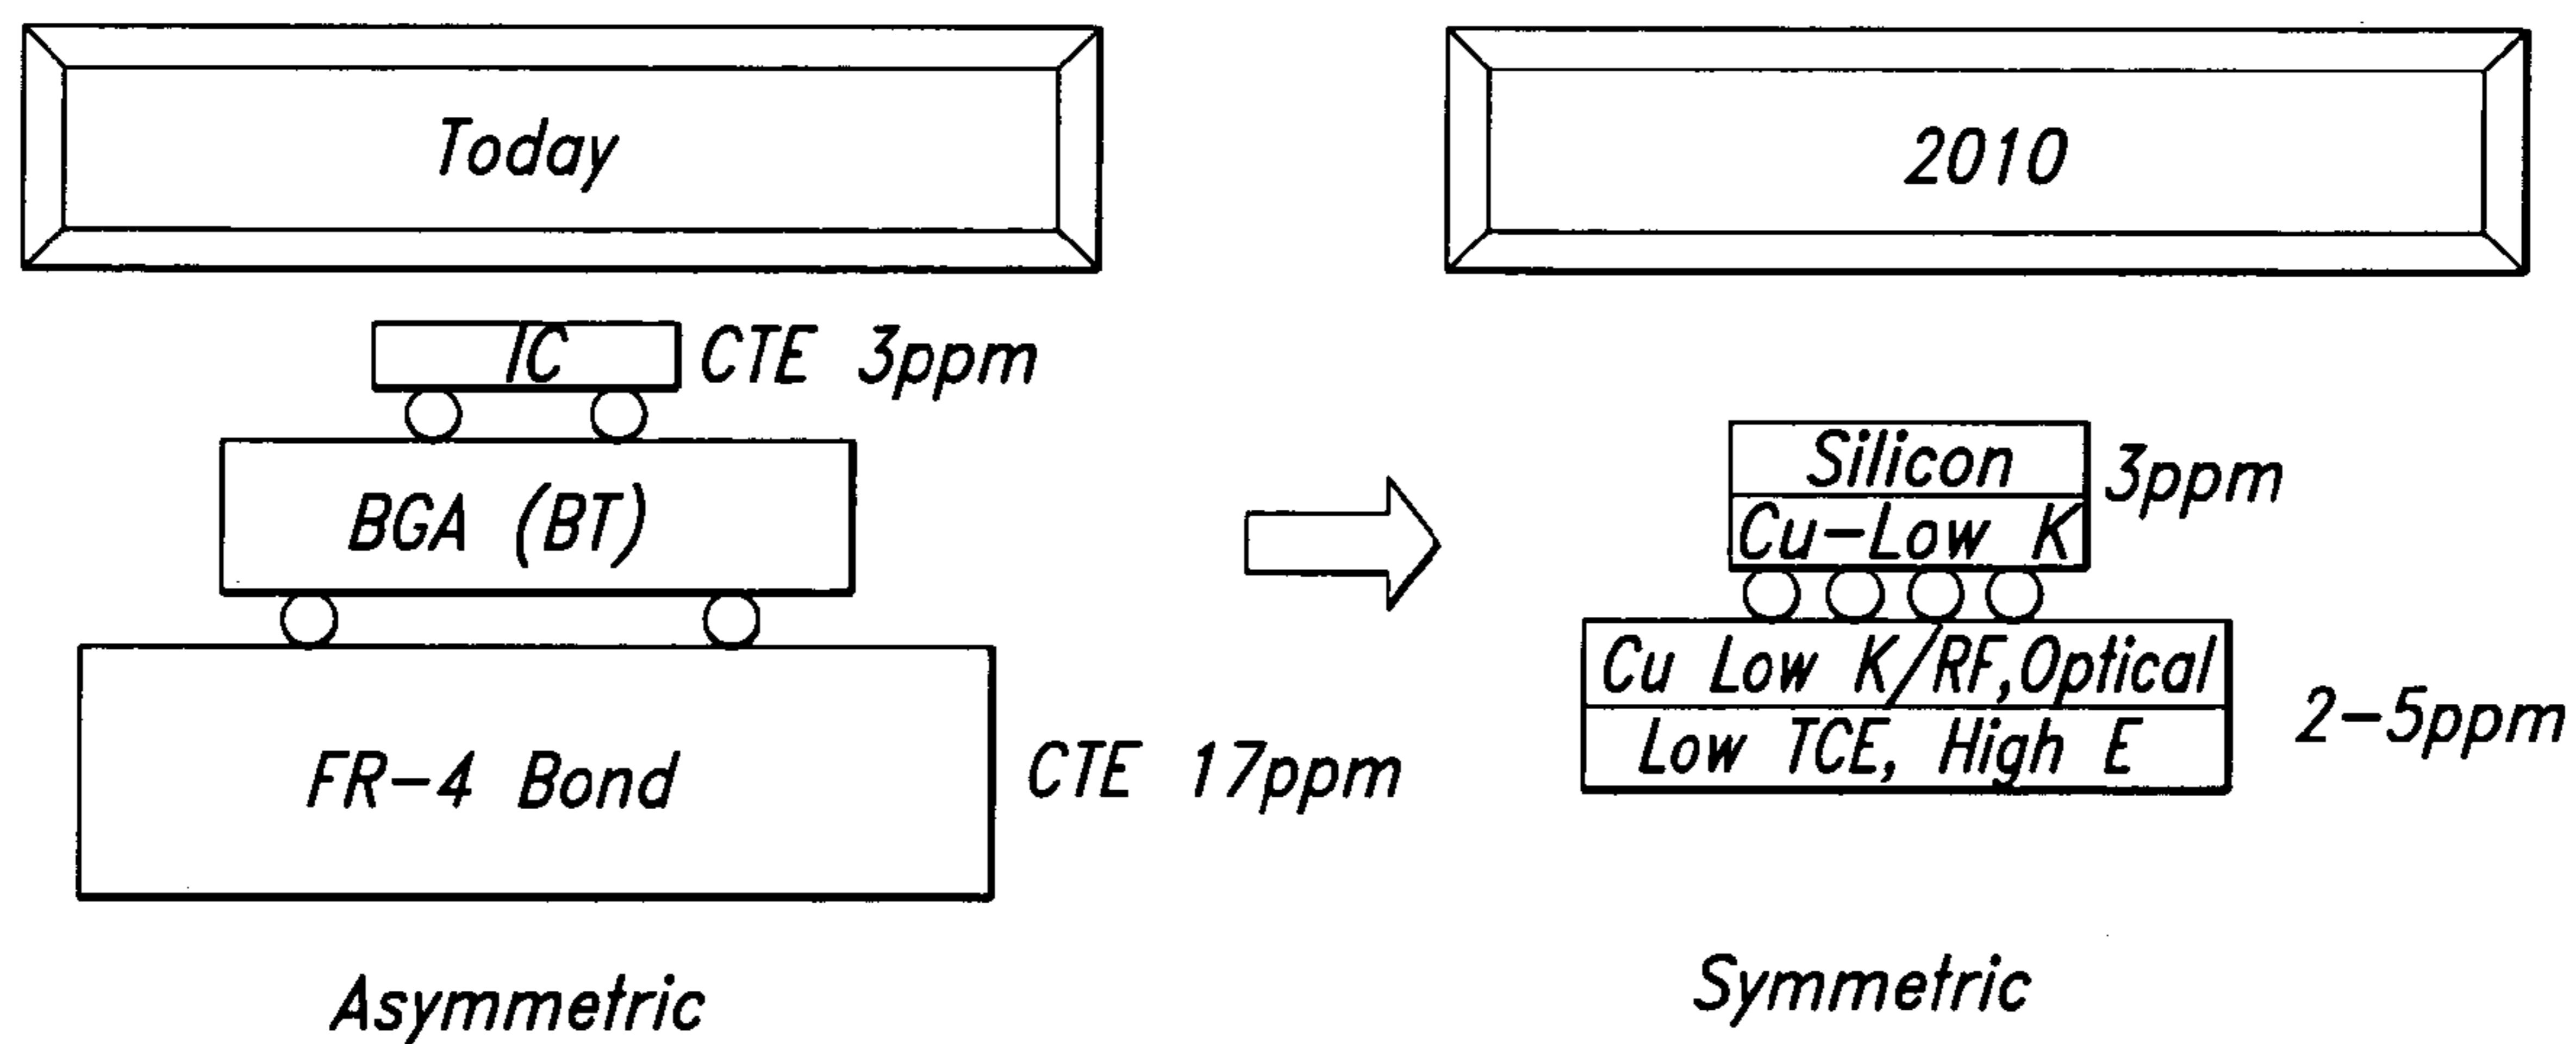 Today
2010
IC
CTE 3ppm
BGA (BT)
FR-4 Bond
CTE 17ppm
Asymmetric
Silicon
Cu-Low K
3ppm
Cu Low K/RF,Optical
Low TCE, High E
2-5ppm
Symmetric